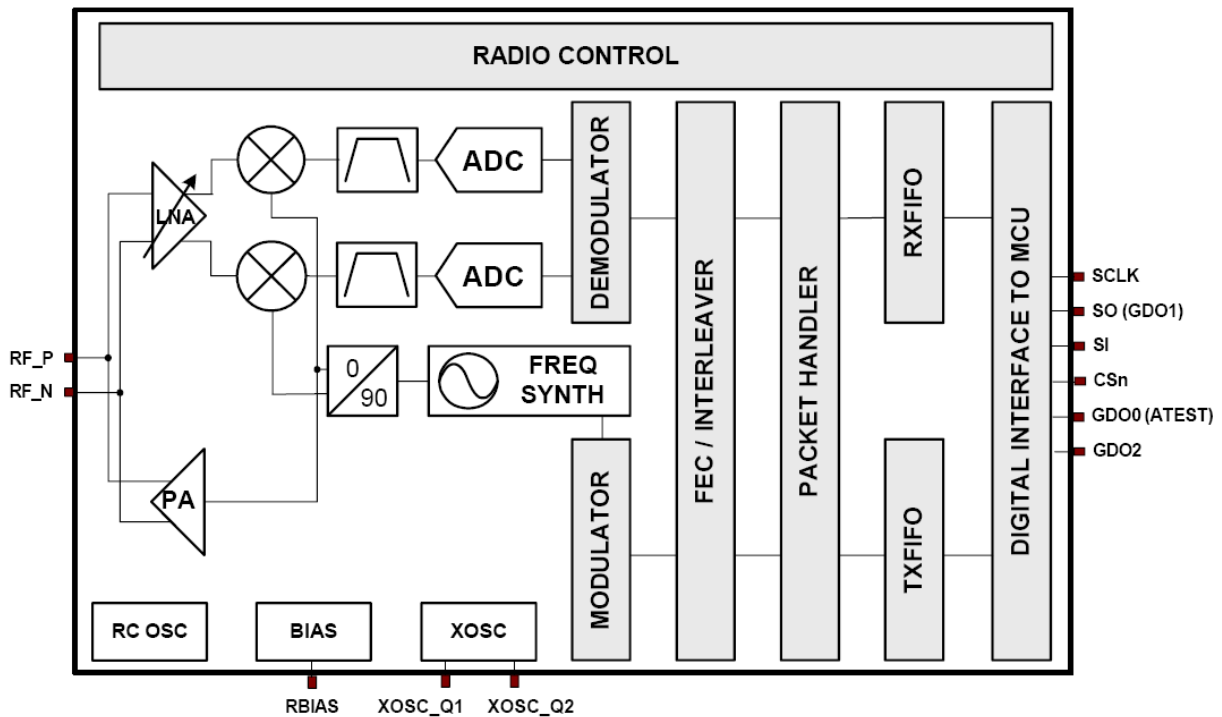 RADIO CONTROL
LNA
ADC
ADC
DEMODULATOR
FEC / INTERLEAVER
PACKET HANDLER
RXFIFO
DIGITAL INTERFACE TO MCU
SCLK
SO (GDO1)
SI
CSn
GDO0 (ATEST)
GDO2
RF_P
RF_N
0
90
FREQ
SYNTH
PA
MODULATOR
TXFIFO
RC OSC
BIAS
XOSC
RBIAS
XOSC_Q1
XOSC_Q2